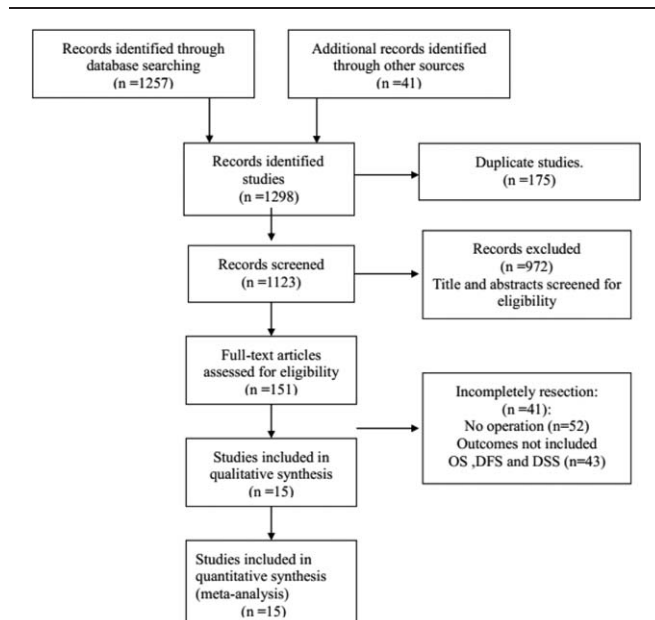 Records identified through
database searching
(n =1257)
Additional records identified
through other sources
(n =41)
Records identified
studies
(n =1298)
Duplicate studies.
(n =175)
Records screened
(n =1123)
Records excluded
(n =972)
Title and abstracts screened for
eligibility
Full-text articles
assessed for eligibility
(n =151)
Incompletely resection:
(n =41):
No operation (n=52)
Outcomes not included
OS ,DFS and DSS (n=43)
Studies included in
qualitative synthesis
(n =15)
Studies included in
quantitative synthesis
(meta-analysis)
(n =15)